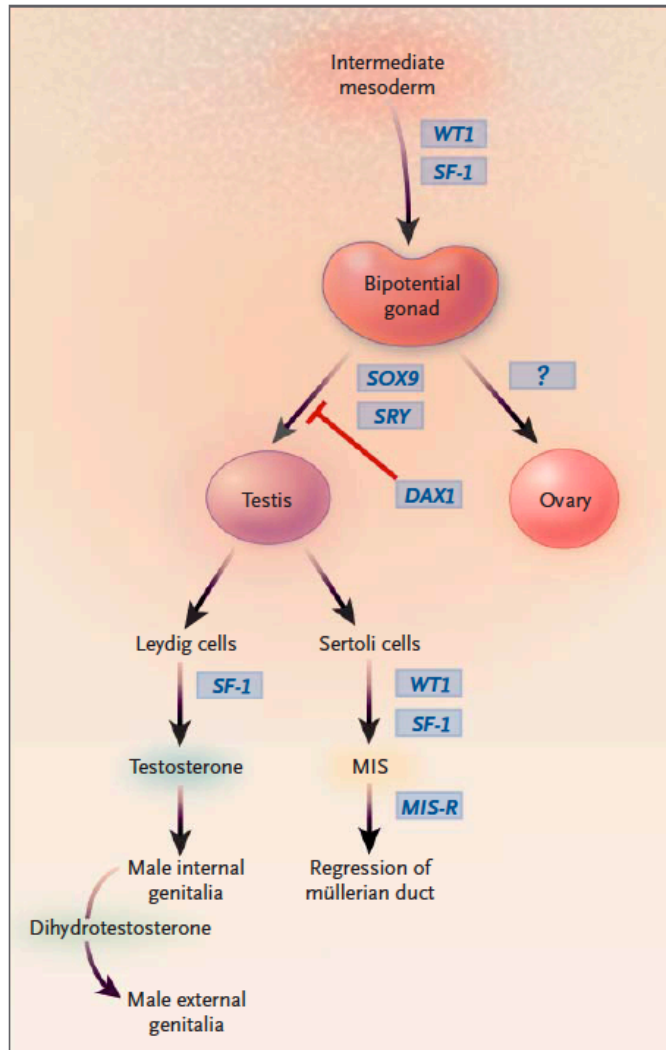 Intermediate
mesoderm
WT1
SF-1
Bipotential
gonad
SOX9
?
SRY
Testis
DAX1
Ovary
Leydig cells
Sertoli cells
SF-1
WT1
SF-1
Testosterone
MIS
MIS-R
Male internal
genitalia
Regression of
müllerian duct
Dihydrotestosterone
Male external
genitalia